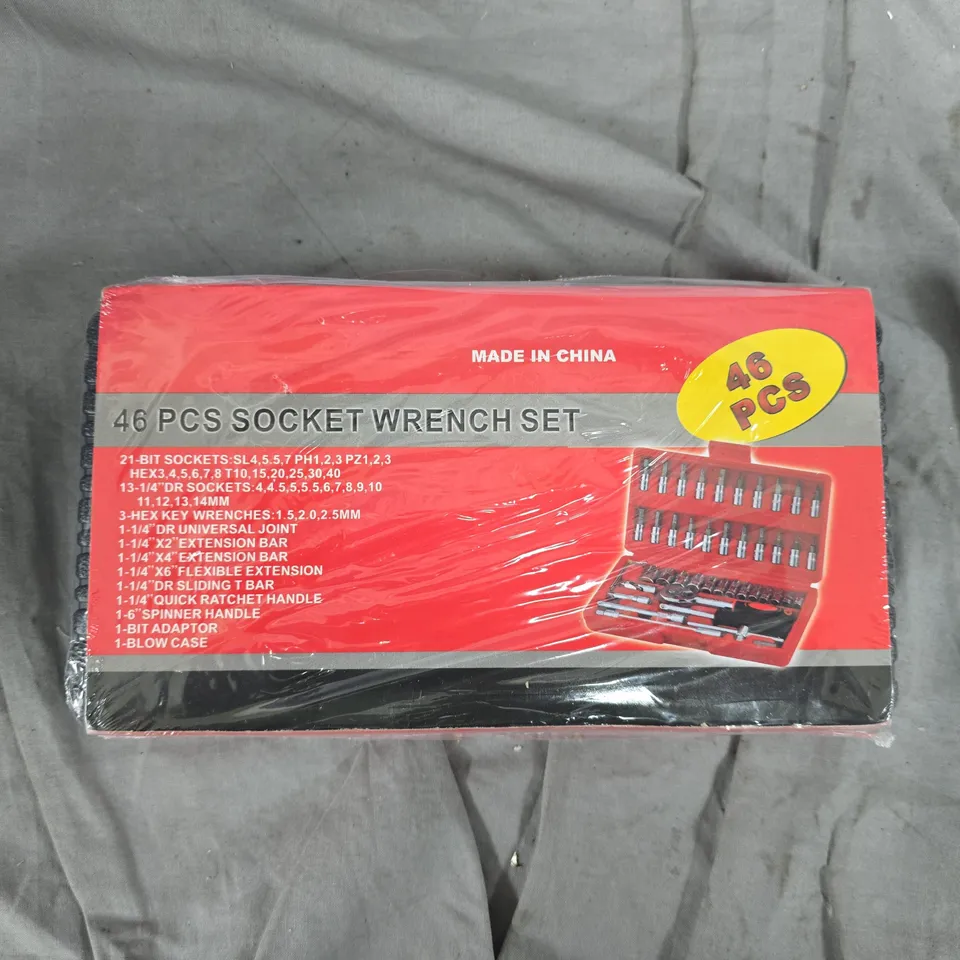 MADE IN CHINA
46
PCS
46 PCS SOCKET WRENCH SET
21-BIT SOCKETS:SL4,5.5,7 PH1,2,3 PZ1,2,3
HEX3,4,5,6,7,8 T10,15,20,25,30,40
13-1/4"DR SOCKETS:4,4.5,5,5.5,6,7,8,9,10
11,12,13,14MM
3-HEX KEY WRENCHES:1.5,2.0,2.5MM
1-1/4"DR UNIVERSAL JOINT
1-1/4"X2"EXTENSION BAR
1-1/4"X4"EXTENSION BAR
1-1/4"X6"FLEXIBLE EXTENSION
1-1/4"DR SLIDING T BAR
1-1/4"QUICK RATCHET HANDLE
1-6"SPINNER HANDLE
1-BIT ADAPTOR
1-BLOW CASE